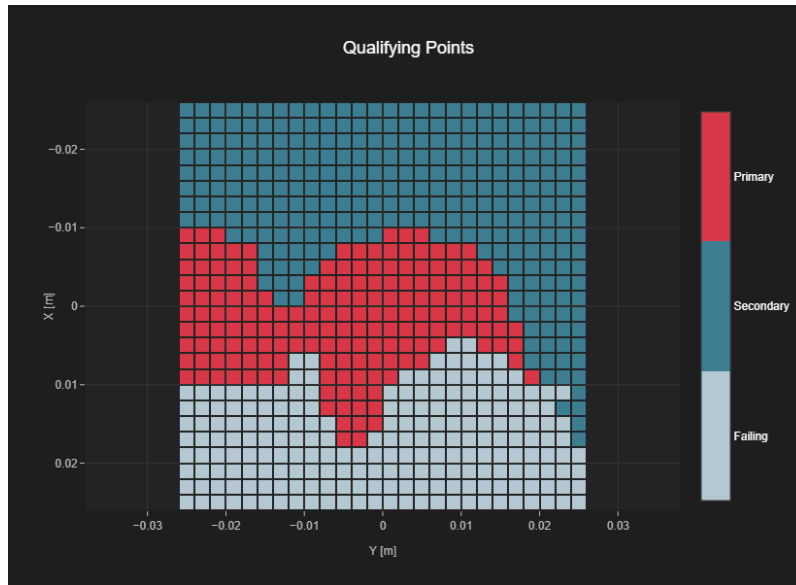 Qualifying Points
Primary
Secondary
Failing
X [m]
−0.02
−0.01
0
0.01
0.02
−0.03
−0.02
−0.01
0
0.01
0.02
0.03
Y [m]